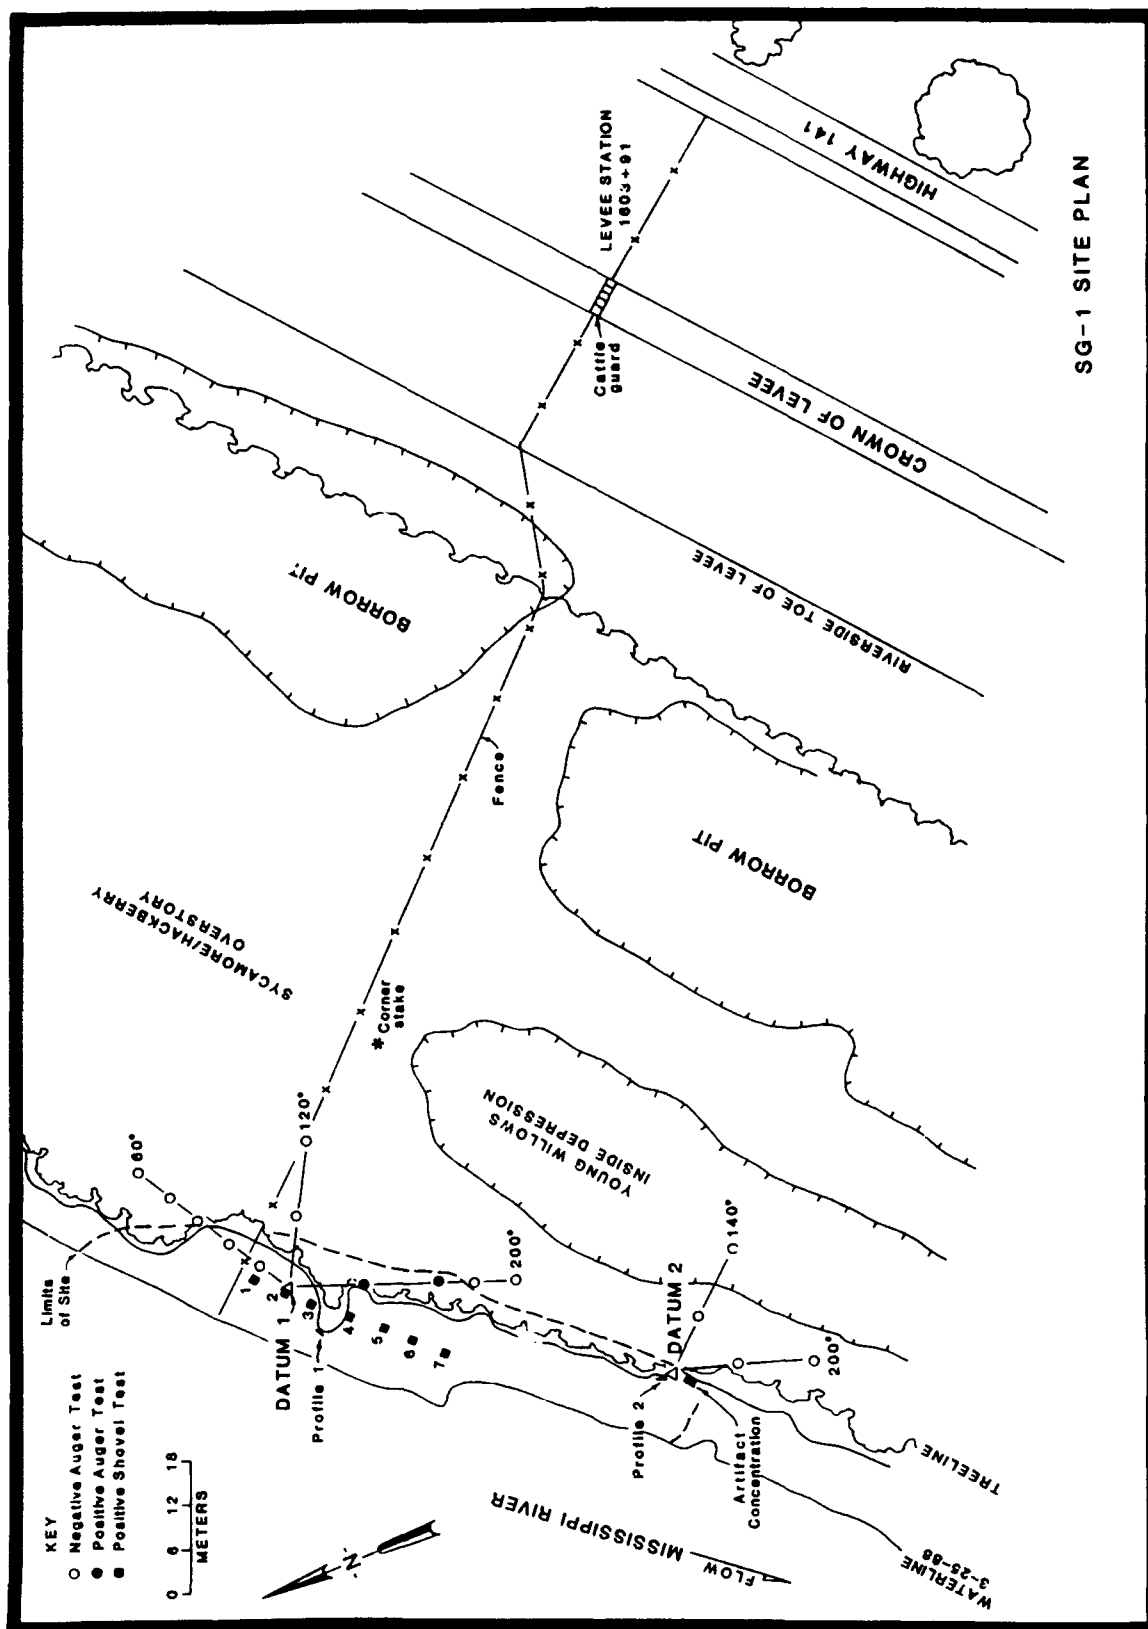 KEY
○ Negative Auger Test
● Positive Auger Test
■ Positive Shovel Test
0 6 12 18
METERS
N
Limits
of Site
60°
120°
1
2
3
4
5
6
7
DATUM 1
Profile 1
200°
SYCAMORE/HACKBERRY
OVERSTORY
* Corner
stake
Fence
BORROW PIT
YOUNG WILLOWS
INSIDE DEPRESSION
BORROW PIT
140°
DATUM 2
Profile 2
200°
Artifact
Concentration
MISSISSIPPI RIVER
FLOW
TREELINE
WATERLINE
3-25-88
RIVERSIDE TOE OF LEVEE
CROWN OF LEVEE
Cattle
guard
LEVEE STATION
1603+91
HIGHWAY 141
SG-1 SITE PLAN